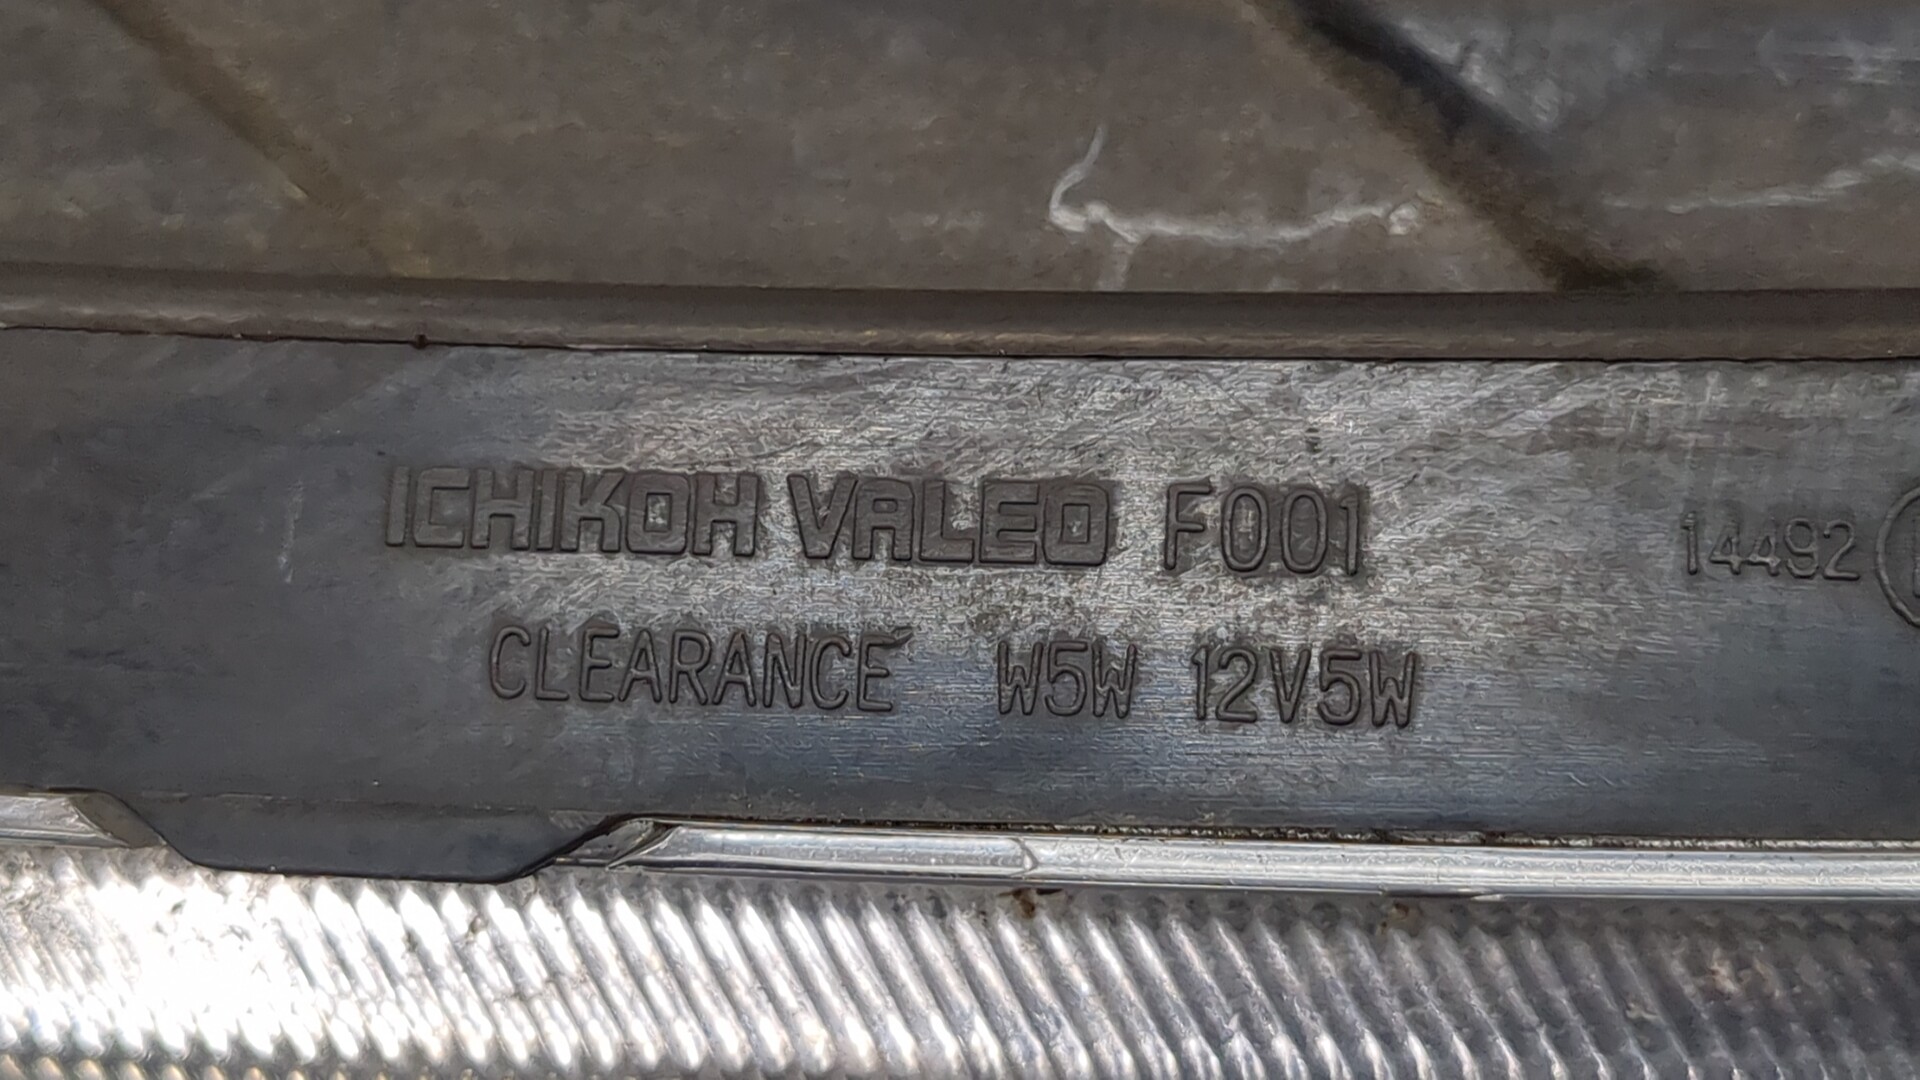 ICHIKOH VALEO F001 14492
CLEARANCE W5W 12V5W